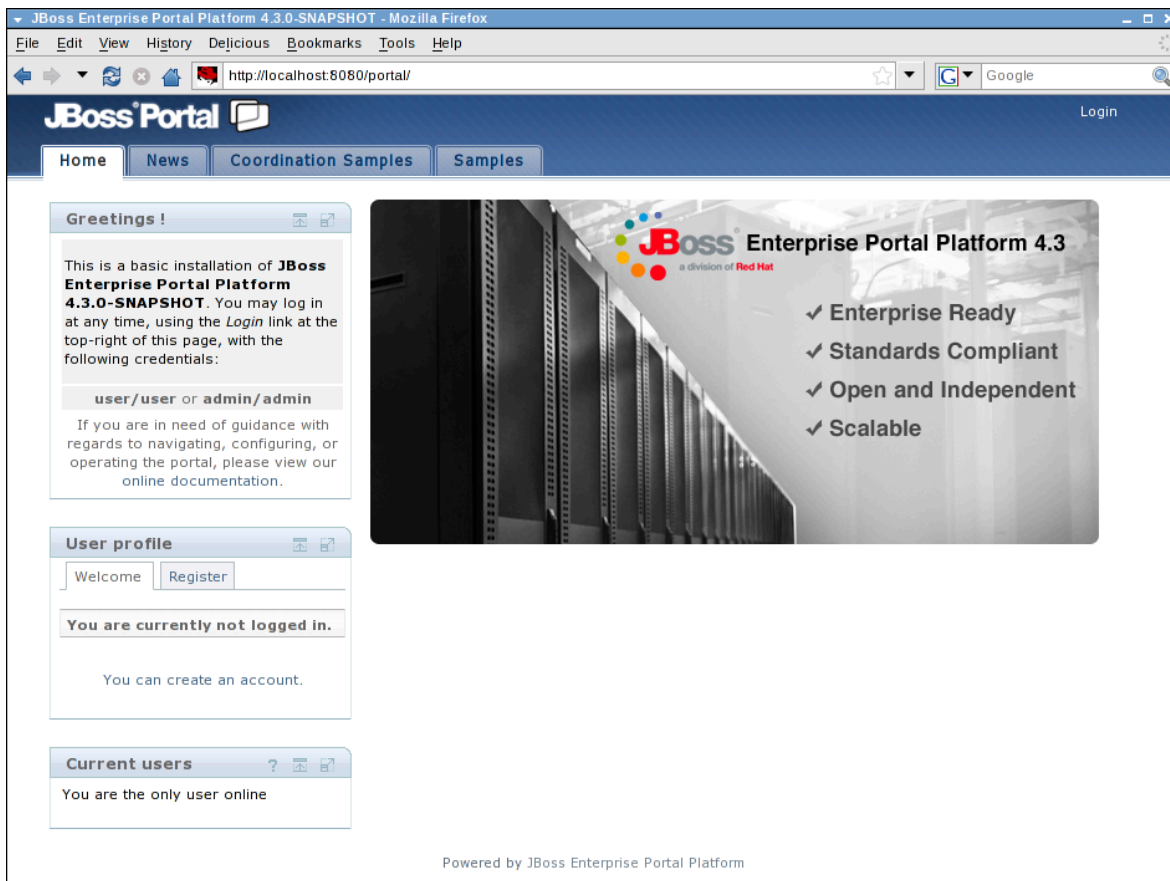 JBoss Enterprise Portal Platform 4.3.0-SNAPSHOT - Mozilla Firefox
File Edit View History Delicious Bookmarks Tools Help
http://localhost:8080/portal/
G Google
JBoss Portal
Login
Home News Coordination Samples Samples
Greetings !
This is a basic installation of JBoss
Enterprise Portal Platform
4.3.0-SNAPSHOT. You may log in
at any time, using the Login link at the
top-right of this page, with the
following credentials:
user/user or admin/admin
If you are in need of guidance with
regards to navigating, configuring, or
operating the portal, please view our
online documentation.
JBoss Enterprise Portal Platform 4.3
a division of Red Hat
✓ Enterprise Ready
✓ Standards Compliant
✓ Open and Independent
✓ Scalable
User profile
Welcome Register
You are currently not logged in.
You can create an account.
Current users ?
You are the only user online
Powered by JBoss Enterprise Portal Platform